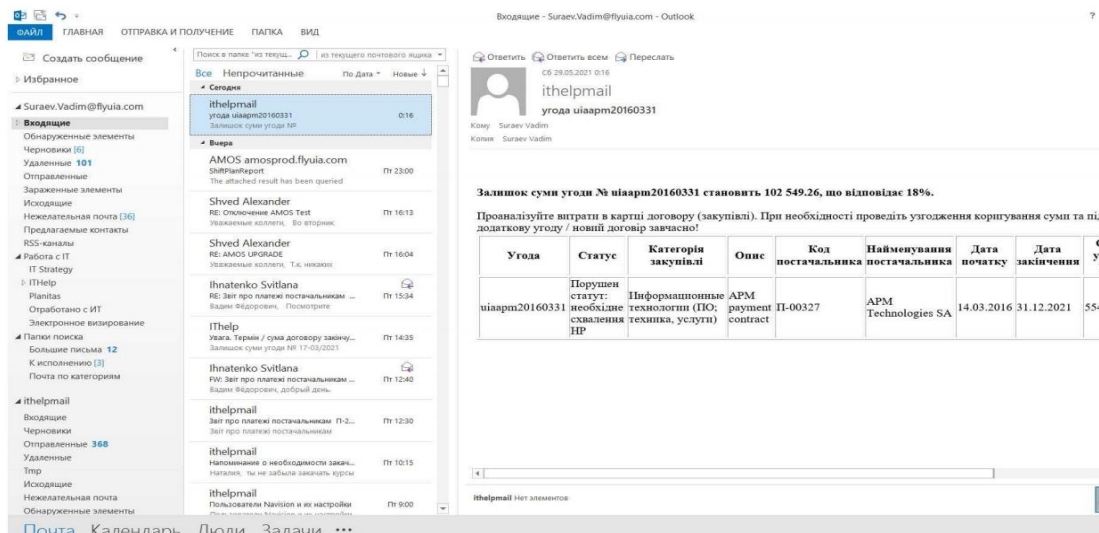 Входящие - Suraev.Vadim@flyuia.com - Outlook
?
ФАЙЛ ГЛАВНАЯ ОТПРАВКА И ПОЛУЧЕНИЕ ПАПКА ВИД
Создать сообщение
Избранное
Suraev.Vadim@flyuia.com
Входящие
Обнаруженные элементы
Черновики [6]
Удаленные 101
Отправленные
Зараженные элементы
Исходящие
Нежелательная почта [36]
Предлагаемые контакты
RSS-каналы
Работа с IT
IT Strategy
ITHelp
Planitas
Отработано с ИТ
Электронное визирование
Папки поиска
Большие письма 12
К исполнению [3]
Почта по категориям
ithelpmail
Входящие
Черновики
Отправленные 368
Удаленные
Tmp
Исходящие
Нежелательная почта
Обнаруженные элементы
Поиск в папке "из текущ... из текущего почтового ящика
Все Непрочитанные По Дата Новые ↓
Сегодня
ithelpmail
угода uiaapm20160331 0:16
Залишок суми угоди №
Вчера
AMOS amosprod.flyuia.com
ShiftPlanReport Пт 23:00
The attached result has been queried
Shved Alexander
RE: Отключение AMOS Test Пт 16:13
Уважаемые коллеги, Во вторник,
Shved Alexander
RE: AMOS UPGRADE Пт 16:04
Уважаемые коллеги, Т.к. никаких
Ihnatenko Svitlana
RE: Звіт про платежі постачальникам ... Пт 15:34
Вадим Фёдорович, Посмотрите
IThelp
Увага. Термін / сума договору закінчу... Пт 14:35
Залишок суми угоди № 17-03/2021
Ihnatenko Svitlana
FW: Звіт про платежі постачальникам ... Пт 12:40
Вадим Фёдорович, добрый день.
ithelpmail
Звіт про платежі постачальникам П-2... Пт 12:30
Звіт про платежі постачальникам
ithelpmail
Напоминание о необходимости закач... Пт 10:15
Наталия, ты не забыла закачать курсы
ithelpmail
Пользователи Navision и их настройки Пт 9:00
Ответить Ответить всем Переслать
Сб 29.05.2021 0:16
ithelpmail
угода uiaapm20160331
Кому Suraev Vadim
Копия Suraev Vadim
Залишок суми угоди № uiaapm20160331 становить 102 549.26, що відповідає 18%.
Проаналізуйте витрати в картці договору (закупівлі). При необхідності проведіть узгодження коригування суми та пі
додаткову угоду / новий договір завчасно!
Угода Статус Категорія закупівлі Опис Код постачальника Найменування постачальника Дата початку Дата закінчення
uiaapm20160331 Порушен статут: необхідне схвалення НР Информационные технологии (ПО; техника, услуги) APM payment contract П-00327 APM Technologies SA 14.03.2016 31.12.2021 554
ithelpmail Нет элементов
Почта Календарь Люди Задачи •••